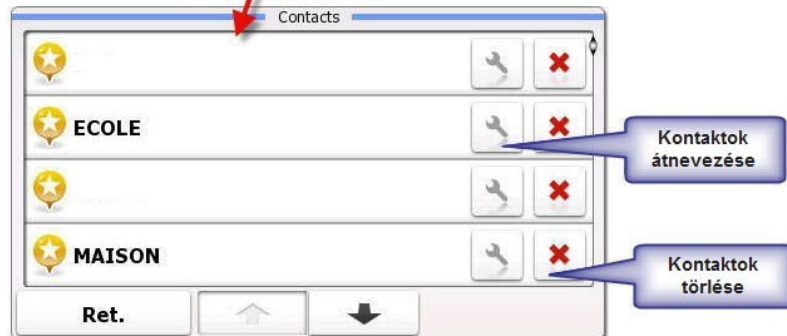 Contacts
ECOLE
Kontaktok
átnevezése
MAISON
Kontaktok
törlése
Ret.